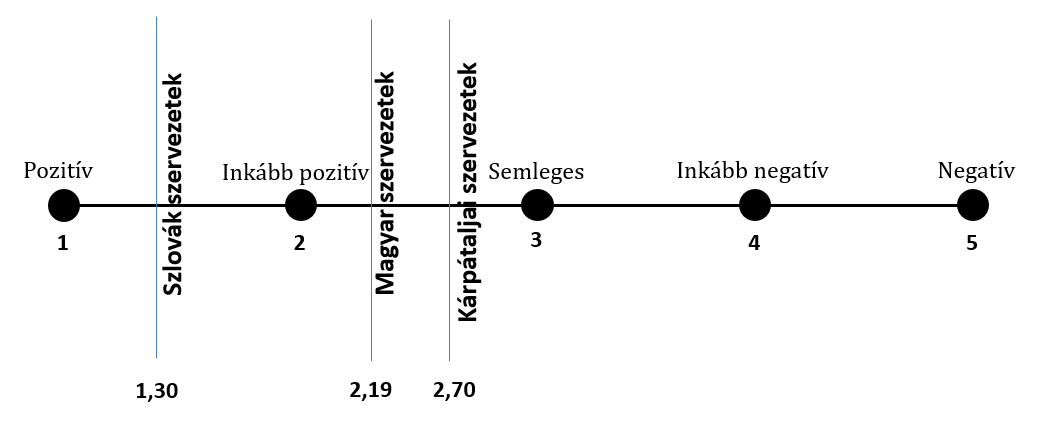 Szlovák szervezetek
Magyar szervezetek
Kárpátaljai szervezetek
Pozitív
Inkább pozitív
Semleges
Inkább negatív
Negatív
1
2
3
4
5
1,30
2,19
2,70